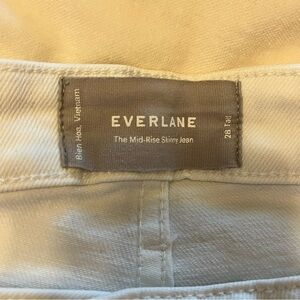 Bien Hoa, Vietnam
EVERLANE
The Mid-Rise Skinny Jean
28 Tall